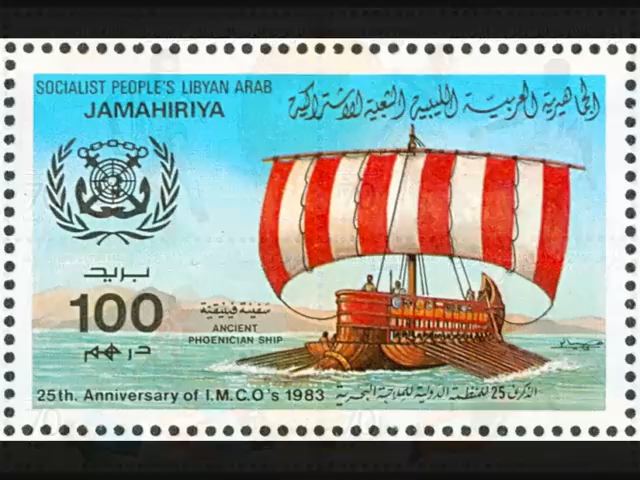 SOCIALIST PEOPLE'S LIBYAN ARAB
JAMAHIRIYA
الجماهيرية العربية الليبية الشعبية الاشتراكية
بريد
100
درهم
سفينة فينيقية
ANCIENT
PHOENICIAN SHIP
25th. Anniversary of I.M.C.O's 1983
الذكرى 25 للمنظمة الدولية للملاحة البحرية